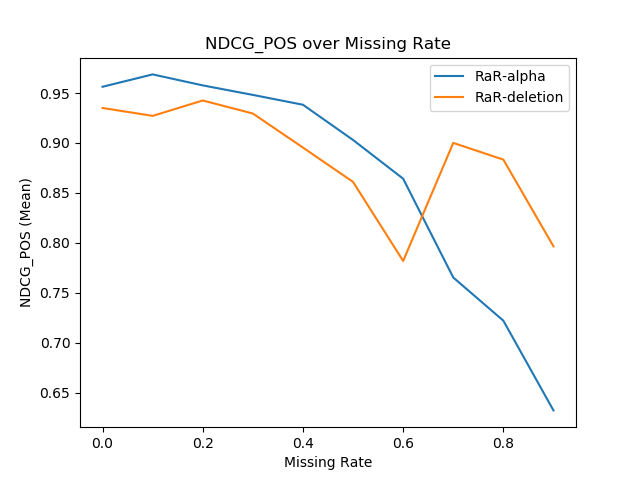 NDCG_POS over Missing Rate
RaR-alpha
RaR-deletion
NDCG_POS (Mean)
0.95
0.90
0.85
0.80
0.75
0.70
0.65
0.0 0.2 0.4 0.6 0.8
Missing Rate